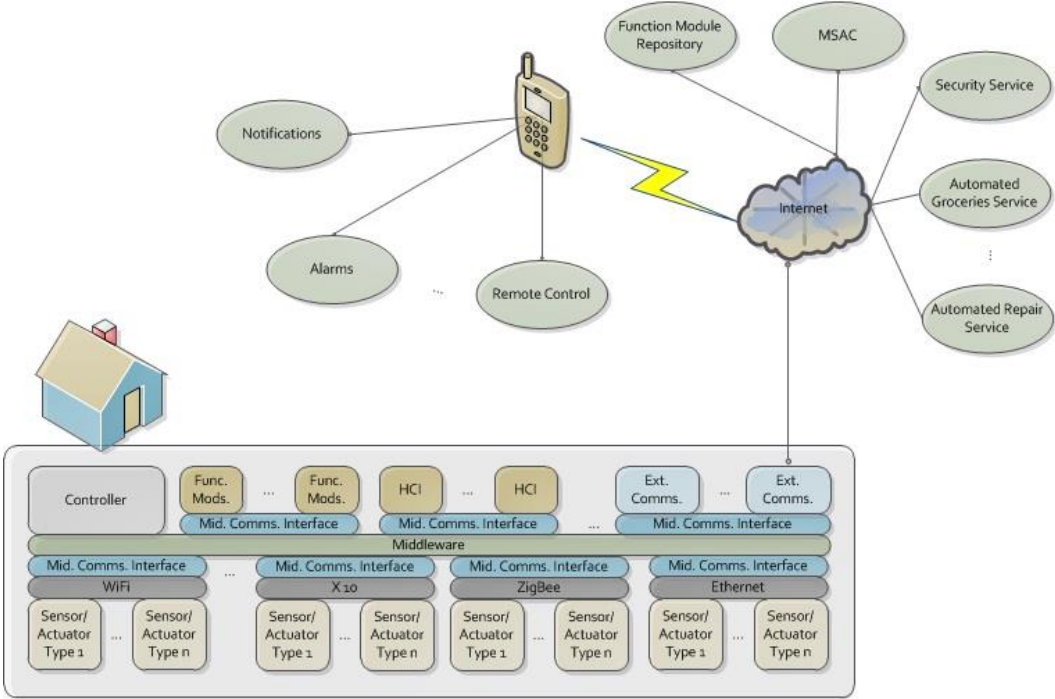 Function Module
Repository
MSAC
Security Service
Notifications
Automated
Groceries Service
Internet
Alarms
...
Remote Control
...
Automated Repair
Service
Controller
Func.
Mods.
...
Func.
Mods.
HCI
...
HCI
Ext.
Comms.
...
Ext.
Comms.
Mid. Comms. Interface
Mid. Comms. Interface
...
Mid. Comms. Interface
Middleware
Mid. Comms. Interface
...
Mid. Comms. Interface
Mid. Comms. Interface
Mid. Comms. Interface
WiFi
X 10
ZigBee
Ethernet
Sensor/
Actuator
Type 1
...
Sensor/
Actuator
Type n
Sensor/
Actuator
Type 1
...
Sensor/
Actuator
Type n
Sensor/
Actuator
Type 1
...
Sensor/
Actuator
Type n
Sensor/
Actuator
Type 1
...
Sensor/
Actuator
Type n